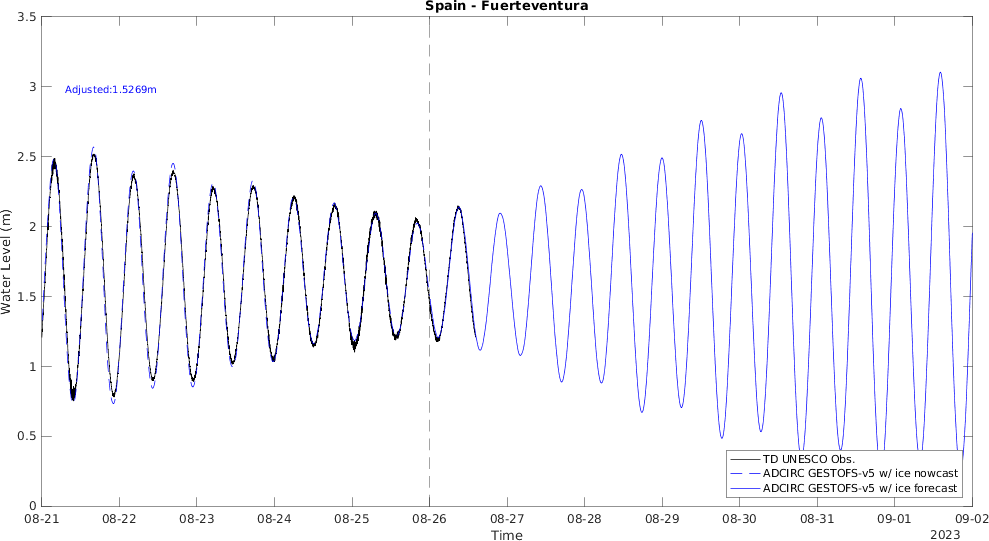 Spain - Fuerteventura
3.5
3
2.5
2
1.5
1
0.5
0
Water Level (m)
Adjusted:1.5269m
TD UNESCO Obs.
ADCIRC GESTOFS-v5 w/ ice nowcast
ADCIRC GESTOFS-v5 w/ ice forecast
08-21 08-22 08-23 08-24 08-25 08-26 08-27 08-28 08-29 08-30 08-31 09-01 09-02
Time
2023